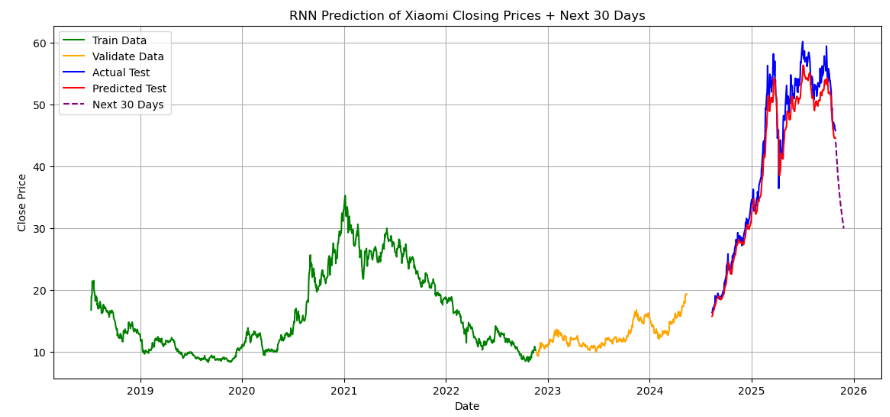 RNN Prediction of Xiaomi Closing Prices + Next 30 Days
Train Data
Validate Data
Actual Test
Predicted Test
Next 30 Days
Close Price
60
50
40
30
20
10
2019
2020
2021
2022
2023
2024
2025
2026
Date